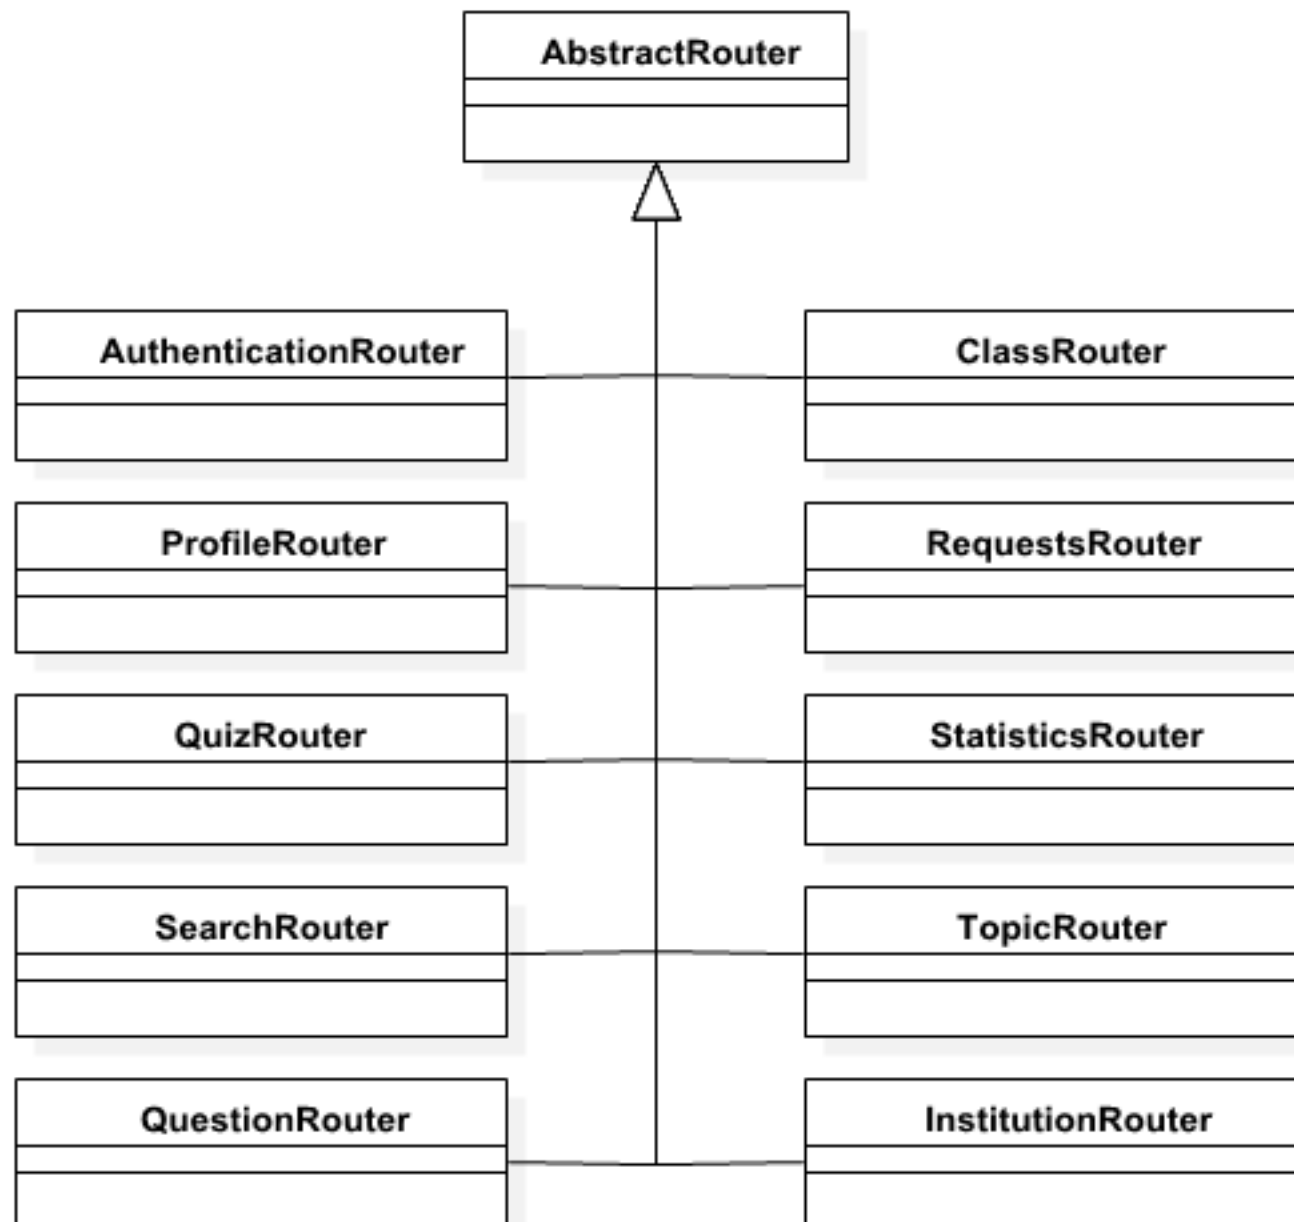 AbstractRouter
AuthenticationRouter
ClassRouter
ProfileRouter
RequestsRouter
QuizRouter
StatisticsRouter
SearchRouter
TopicRouter
QuestionRouter
InstitutionRouter